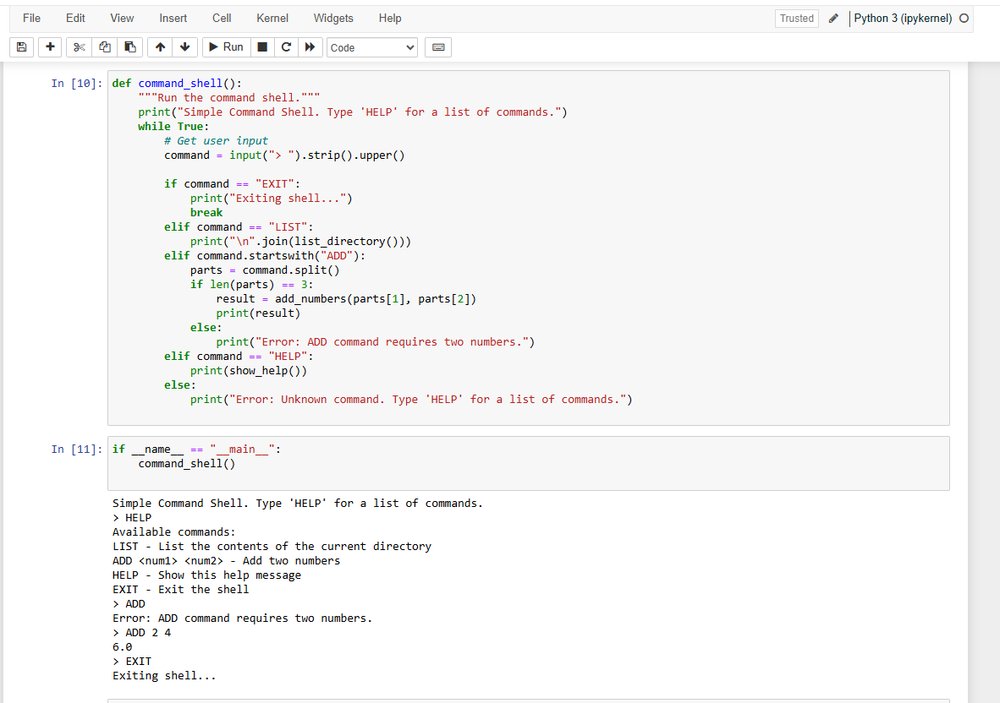 File Edit View Insert Cell Kernel Widgets Help Trusted Python 3 (ipykernel)
Run Code
In [10]: def command_shell():
    """Run the command shell."""
    print("Simple Command Shell. Type 'HELP' for a list of commands.")
    while True:
        # Get user input
        command = input("> ").strip().upper()

        if command == "EXIT":
            print("Exiting shell...")
            break
        elif command == "LIST":
            print("\n".join(list_directory()))
        elif command.startswith("ADD"):
            parts = command.split()
            if len(parts) == 3:
                result = add_numbers(parts[1], parts[2])
                print(result)
            else:
                print("Error: ADD command requires two numbers.")
        elif command == "HELP":
            print(show_help())
        else:
            print("Error: Unknown command. Type 'HELP' for a list of commands.")
In [11]: if __name__ == "__main__":
    command_shell()
Simple Command Shell. Type 'HELP' for a list of commands.
> HELP
Available commands:
LIST - List the contents of the current directory
ADD <num1> <num2> - Add two numbers
HELP - Show this help message
EXIT - Exit the shell
> ADD
Error: ADD command requires two numbers.
> ADD 2 4
6.0
> EXIT
Exiting shell...